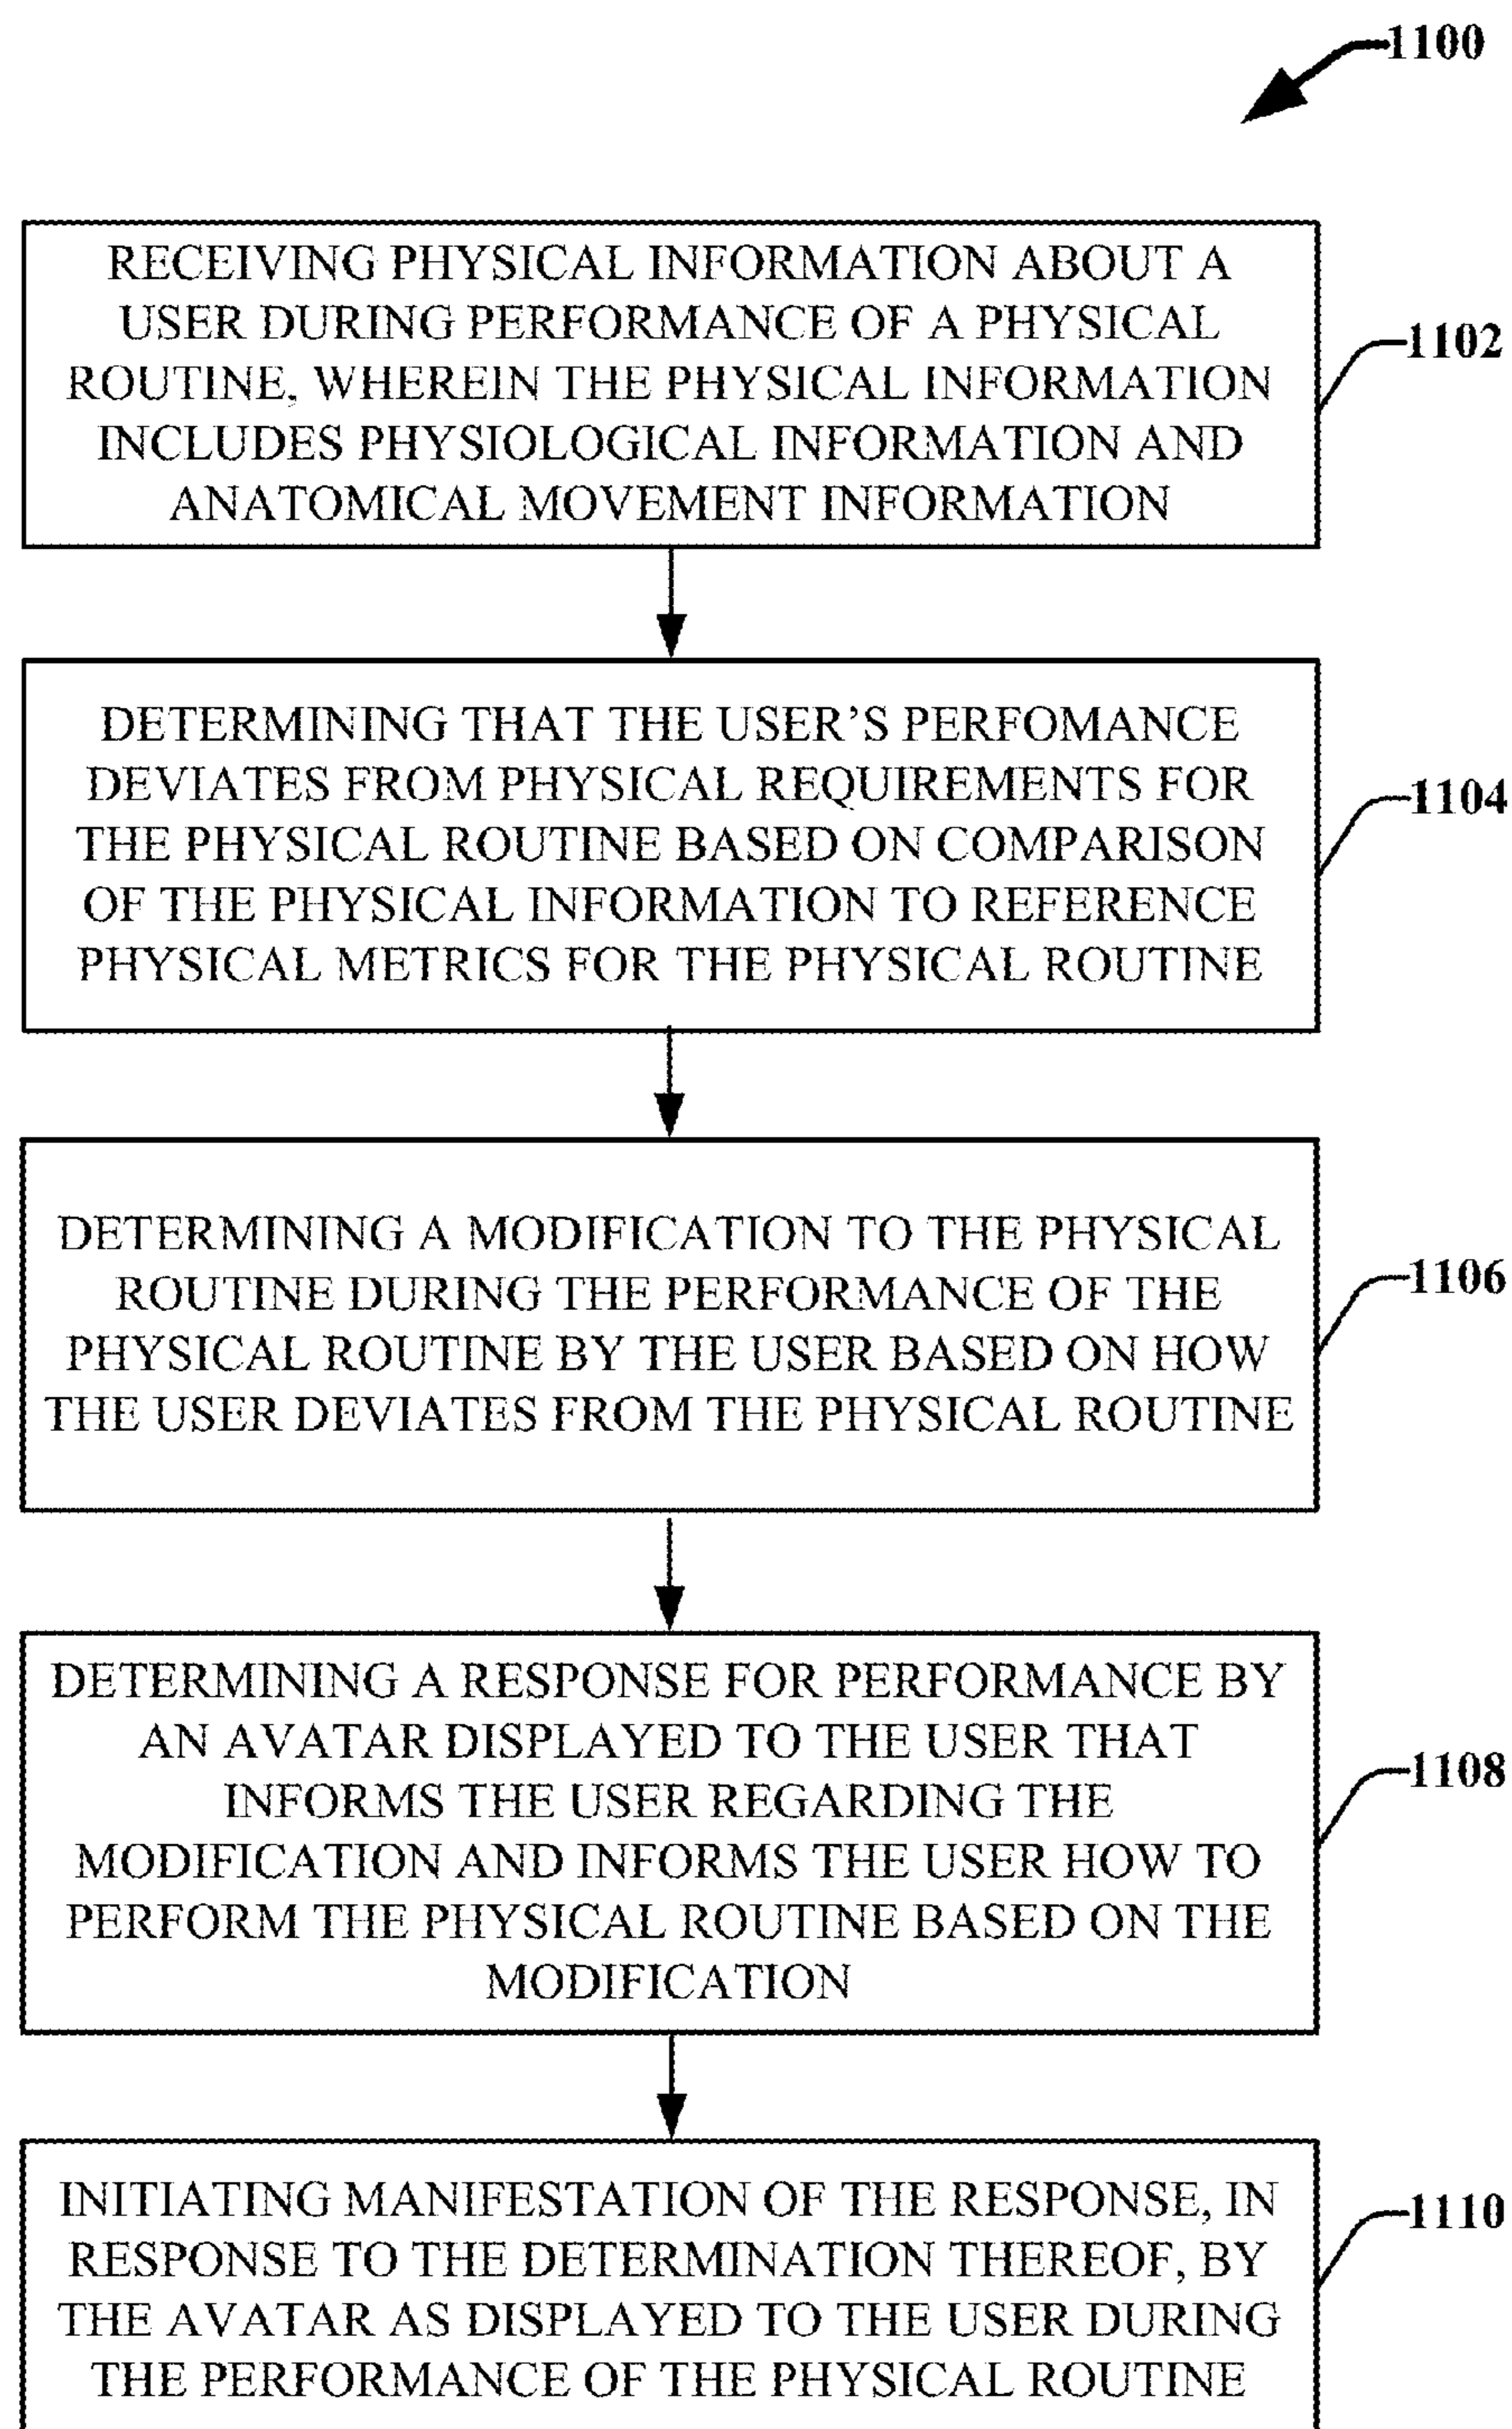 1100
RECEIVING PHYSICAL INFORMATION ABOUT A
USER DURING PERFORMANCE OF A PHYSICAL
ROUTINE, WHEREIN THE PHYSICAL INFORMATION
INCLUDES PHYSIOLOGICAL INFORMATION AND
ANATOMICAL MOVEMENT INFORMATION
1102
DETERMINING THAT THE USER’S PERFOMANCE
DEVIATES FROM PHYSICAL REQUIREMENTS FOR
THE PHYSICAL ROUTINE BASED ON COMPARISON
OF THE PHYSICAL INFORMATION TO REFERENCE
PHYSICAL METRICS FOR THE PHYSICAL ROUTINE
1104
DETERMINING A MODIFICATION TO THE PHYSICAL
ROUTINE DURING THE PERFORMANCE OF THE
PHYSICAL ROUTINE BY THE USER BASED ON HOW
THE USER DEVIATES FROM THE PHYSICAL ROUTINE
1106
DETERMINING A RESPONSE FOR PERFORMANCE BY
AN AVATAR DISPLAYED TO THE USER THAT
INFORMS THE USER REGARDING THE
MODIFICATION AND INFORMS THE USER HOW TO
PERFORM THE PHYSICAL ROUTINE BASED ON THE
MODIFICATION
1108
INITIATING MANIFESTATION OF THE RESPONSE, IN
RESPONSE TO THE DETERMINATION THEREOF, BY
THE AVATAR AS DISPLAYED TO THE USER DURING
THE PERFORMANCE OF THE PHYSICAL ROUTINE
1110